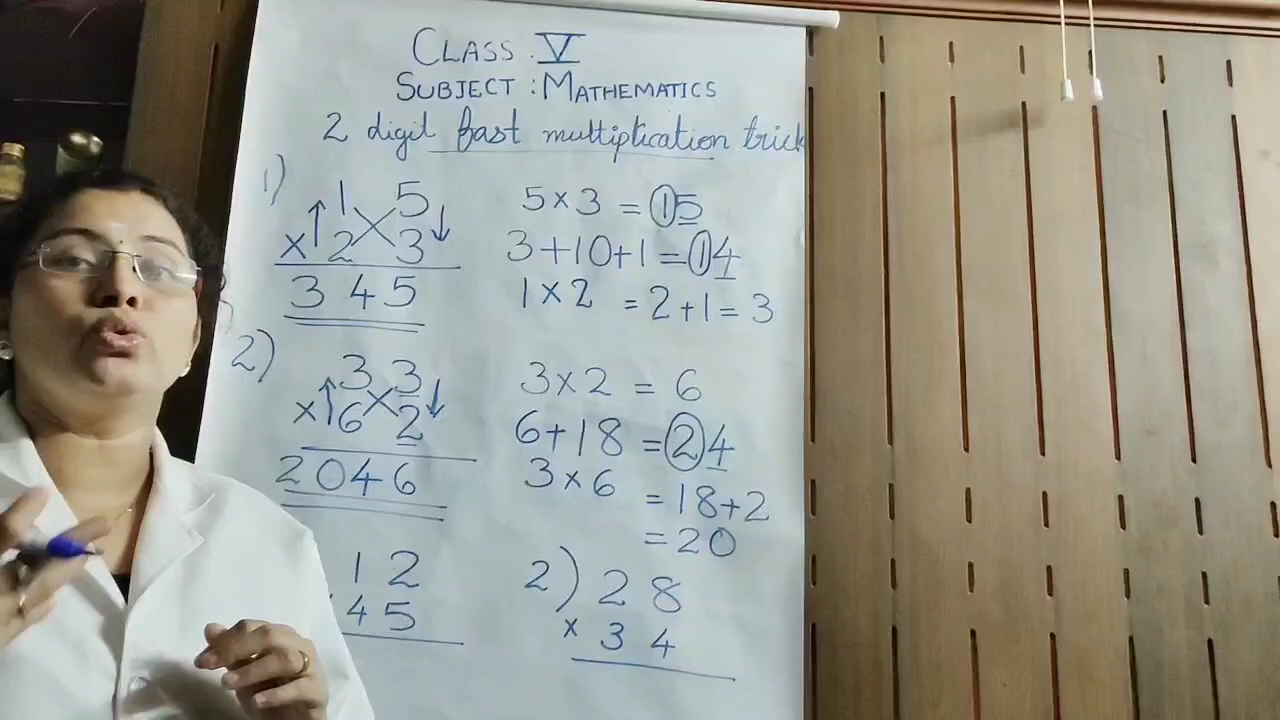 CLASS : V
SUBJECT : MATHEMATICS
2 digit fast multiplication trick
1)
1 5
× 2 3
3 4 5
5 × 3 = 15
3 + 10 + 1 = 14
1 × 2 = 2 + 1 = 3
2)
3 3
× 6 2
2 0 4 6
3 × 2 = 6
6 + 18 = 24
3 × 6 = 18 + 2
= 20
1 2
4 5
2) 2 8
× 3 4